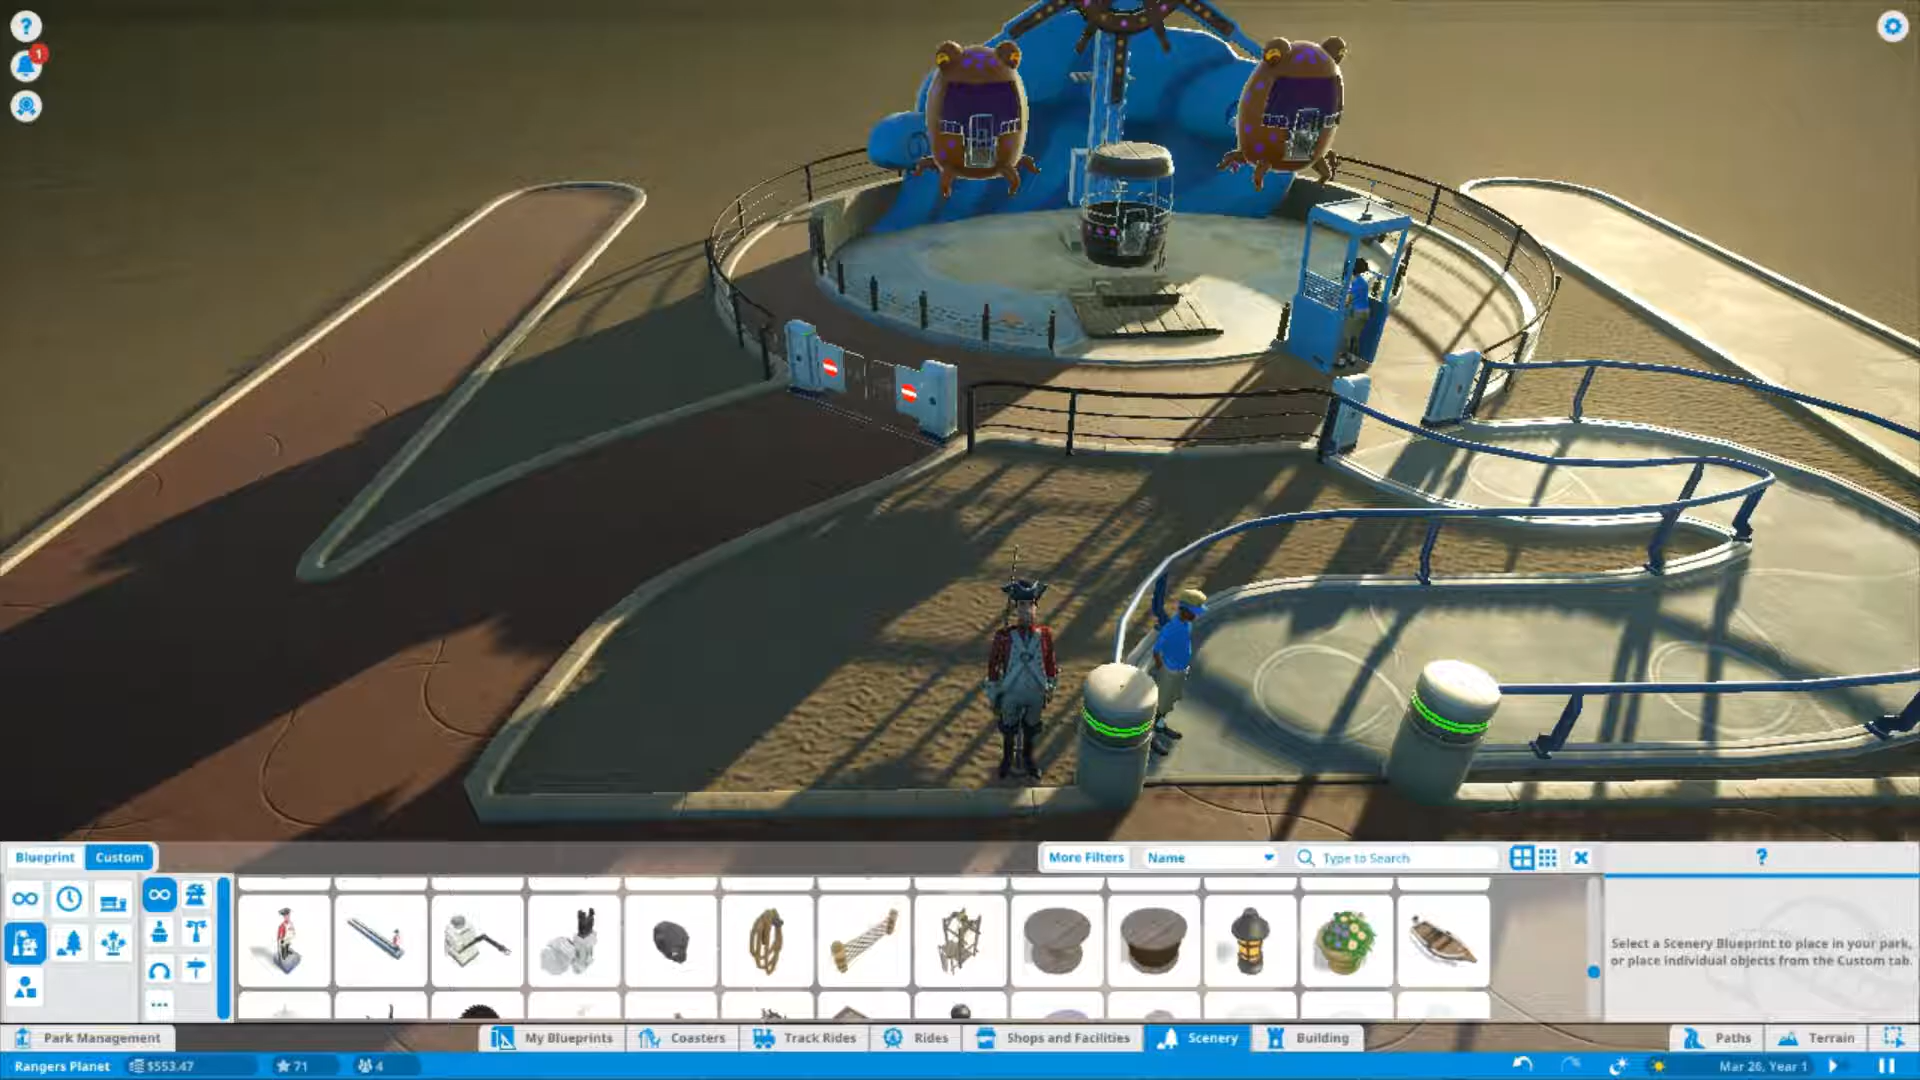 ?
1
Blueprint Custom
More Filters Name Type to Search
?
Select a Scenery Blueprint to place in your park,
or place individual objects from the Custom tab.
Park Management My Blueprints Coasters Track Rides Rides Shops and Facilities Scenery Building Paths Terrain
Rangers Planet $553.47 71 4 Mar 26, Year 1